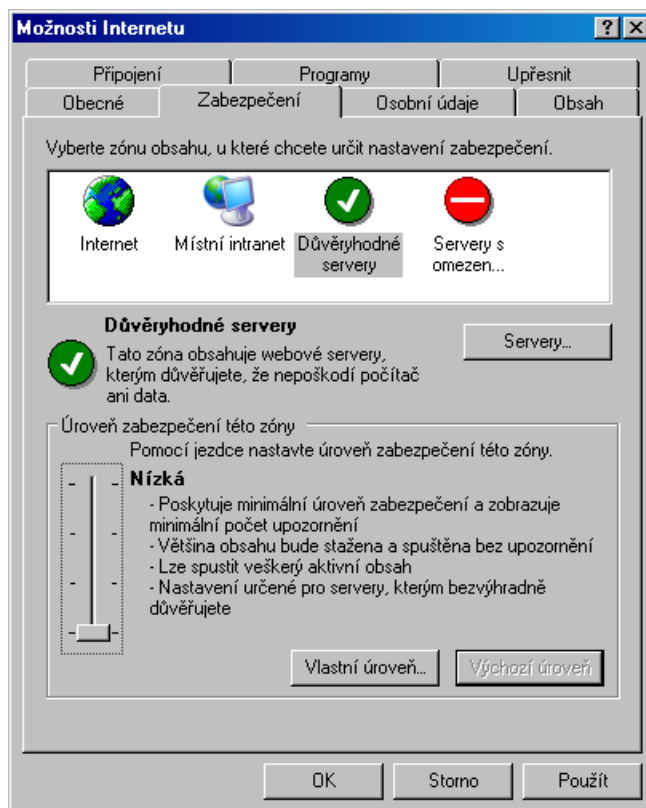 Možnosti Internetu
Připojení Programy Upřesnit
Obecné Zabezpečení Osobní údaje Obsah
Vyberte zónu obsahu, u které chcete určit nastavení zabezpečení.
Internet Místní intranet Důvěryhodné servery Servery s omezen...
Důvěryhodné servery
Servery...
Tato zóna obsahuje webové servery,
kterým důvěřujete, že nepoškodí počítač
ani data.
Úroveň zabezpečení této zóny
Pomocí jezdce nastavte úroveň zabezpečení této zóny.
Nízká
- Poskytuje minimální úroveň zabezpečení a zobrazuje
minimální počet upozornění
- Většina obsahu bude stažena a spuštěna bez upozornění
- Lze spustit veškerý aktivní obsah
- Nastavení určené pro servery, kterým bezvýhradně
důvěřujete
Vlastní úroveň... Výchozí úroveň
OK Storno Použít